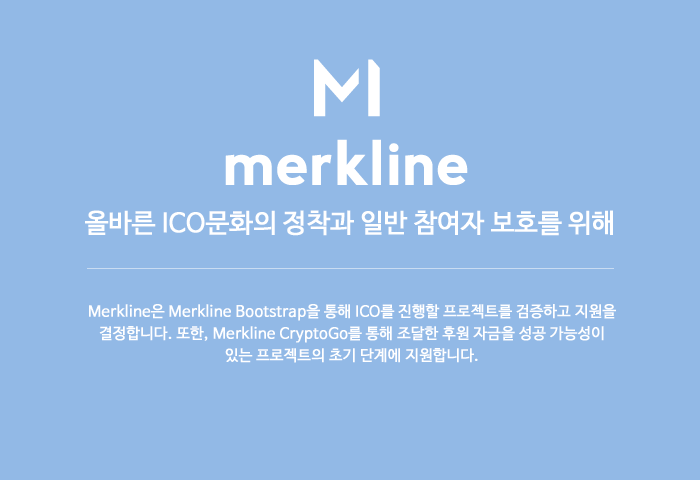 merkline
올바른 ICO문화의 정착과 일반 참여자 보호를 위해
Merkline은 Merkline Bootstrap을 통해 ICO를 진행할 프로젝트를 검증하고 지원을
결정합니다. 또한, Merkline CryptoGo를 통해 조달한 후원 자금을 성공 가능성이
있는 프로젝트의 초기 단계에 지원합니다.